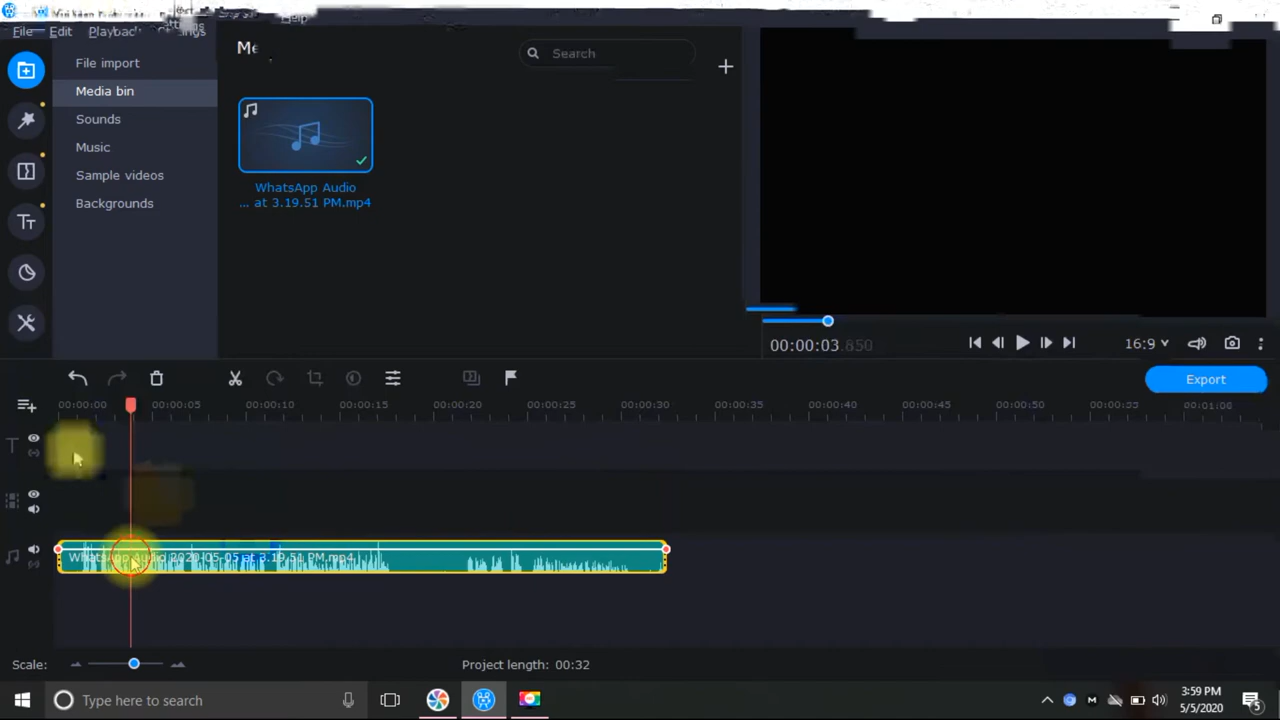 Help
File Edit
File import
Me
Search
Media bin
Sounds
Music
Sample videos
Backgrounds
WhatsApp Audio
... at 3.19.51 PM.mp4
00:00:03.850
16:9
Export
00:00:00 00:00:05 00:00:10 00:00:15 00:00:20 00:00:25 00:00:30 00:00:35 00:00:40 00:00:45 00:00:50 00:01:00
WhatsApp Audio 2020-05-05 at 3.19.51 PM.mp4
Scale:
Project length: 00:32
Type here to search
3:59 PM
5/5/2020
5